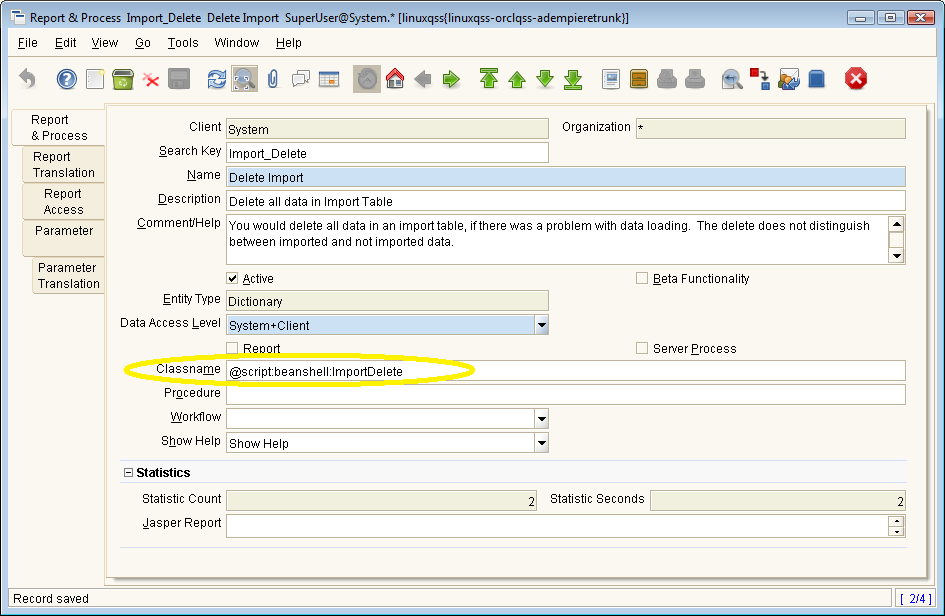 Report & Process  Import_Delete  Delete Import  SuperUser@System.* [linuxqss{linuxqss-orclqss-adempieretrunk}]
File Edit View Go Tools Window Help
Report & Process
Report Translation
Report Access
Parameter
Parameter Translation
Client System Organization *
Search Key Import_Delete
Name Delete Import
Description Delete all data in Import Table
Comment/Help You would delete all data in an import table, if there was a problem with data loading.  The delete does not distinguish
between imported and not imported data.
Active Beta Functionality
Entity Type Dictionary
Data Access Level System+Client
Report Server Process
Classname @script:beanshell:ImportDelete
Procedure
Workflow
Show Help Show Help
Statistics
Statistic Count 2 Statistic Seconds 2
Jasper Report
Record saved [ 2/4 ]